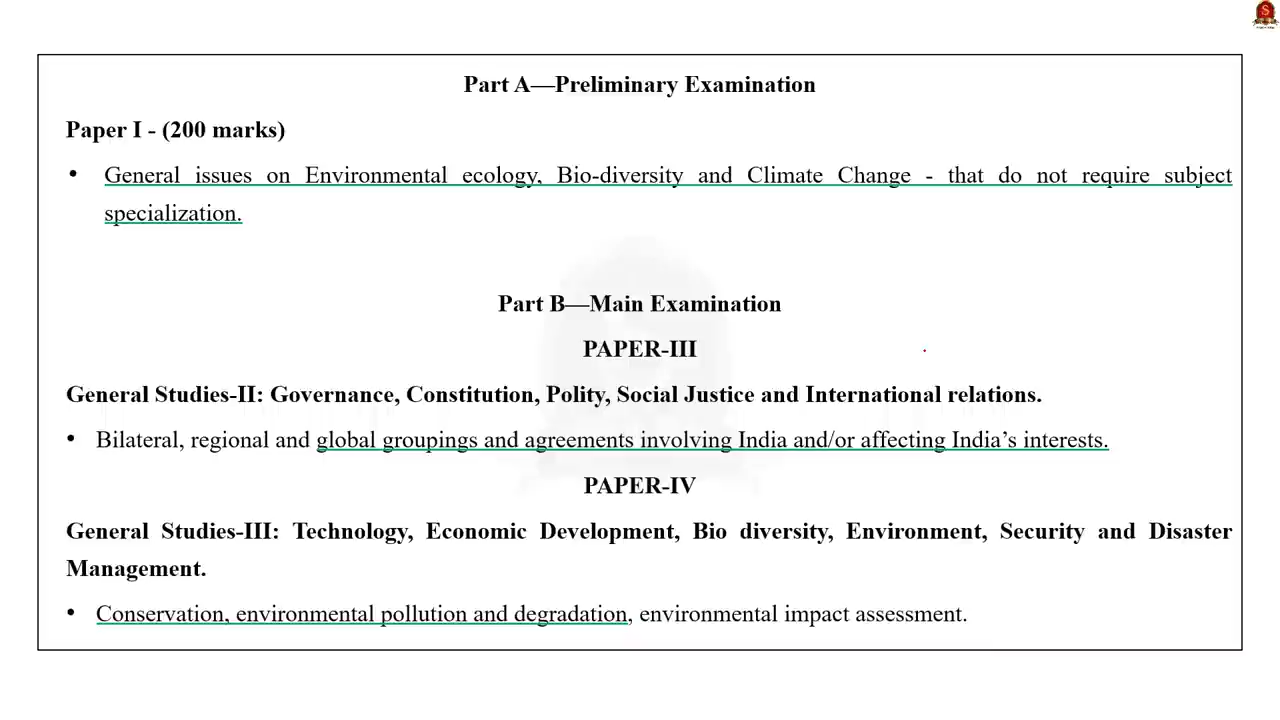 Part A—Preliminary Examination
Paper I - (200 marks)
• General issues on Environmental ecology, Bio-diversity and Climate Change - that do not require subject
specialization.
Part B—Main Examination
PAPER-III
General Studies-II: Governance, Constitution, Polity, Social Justice and International relations.
• Bilateral, regional and global groupings and agreements involving India and/or affecting India’s interests.
PAPER-IV
General Studies-III: Technology, Economic Development, Bio diversity, Environment, Security and Disaster
Management.
• Conservation, environmental pollution and degradation, environmental impact assessment.